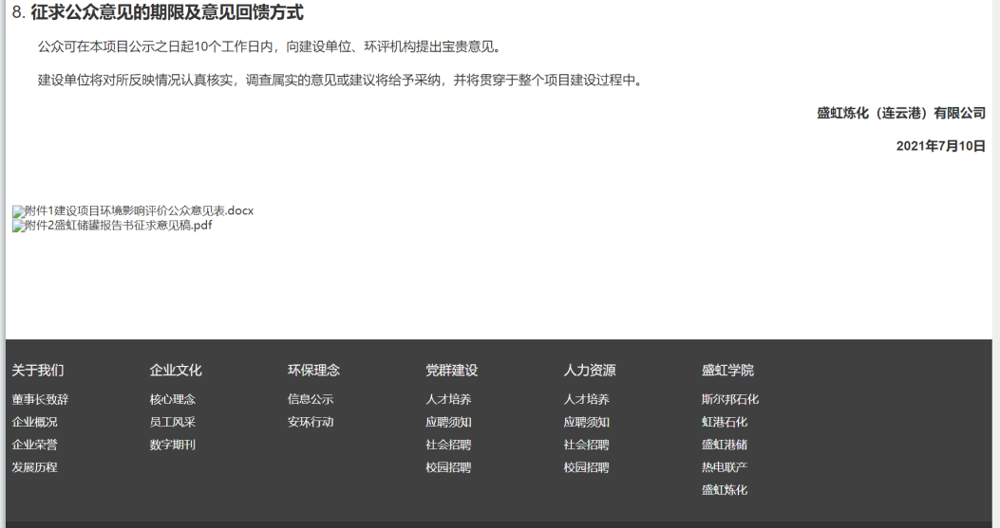 8. 征求公众意见的期限及意见回馈方式
公众可在本项目公示之日起10个工作日内，向建设单位、环评机构提出宝贵意见。
建设单位将对所反映情况认真核实，调查属实的意见或建议将给予采纳，并将贯穿于整个项目建设过程中。
盛虹炼化（连云港）有限公司
2021年7月10日
附件1建设项目环境影响评价公众意见表.docx
附件2盛虹储罐报告书征求意见稿.pdf
关于我们 企业文化 环保理念 党群建设 人力资源 盛虹学院
董事长致辞 核心理念 信息公示 人才培养 人才培养 斯尔邦石化
企业概况 员工风采 安环行动 应聘须知 应聘须知 虹港石化
企业荣誉 数字期刊 社会招聘 社会招聘 盛虹港储
发展历程 校园招聘 校园招聘 热电联产
盛虹炼化